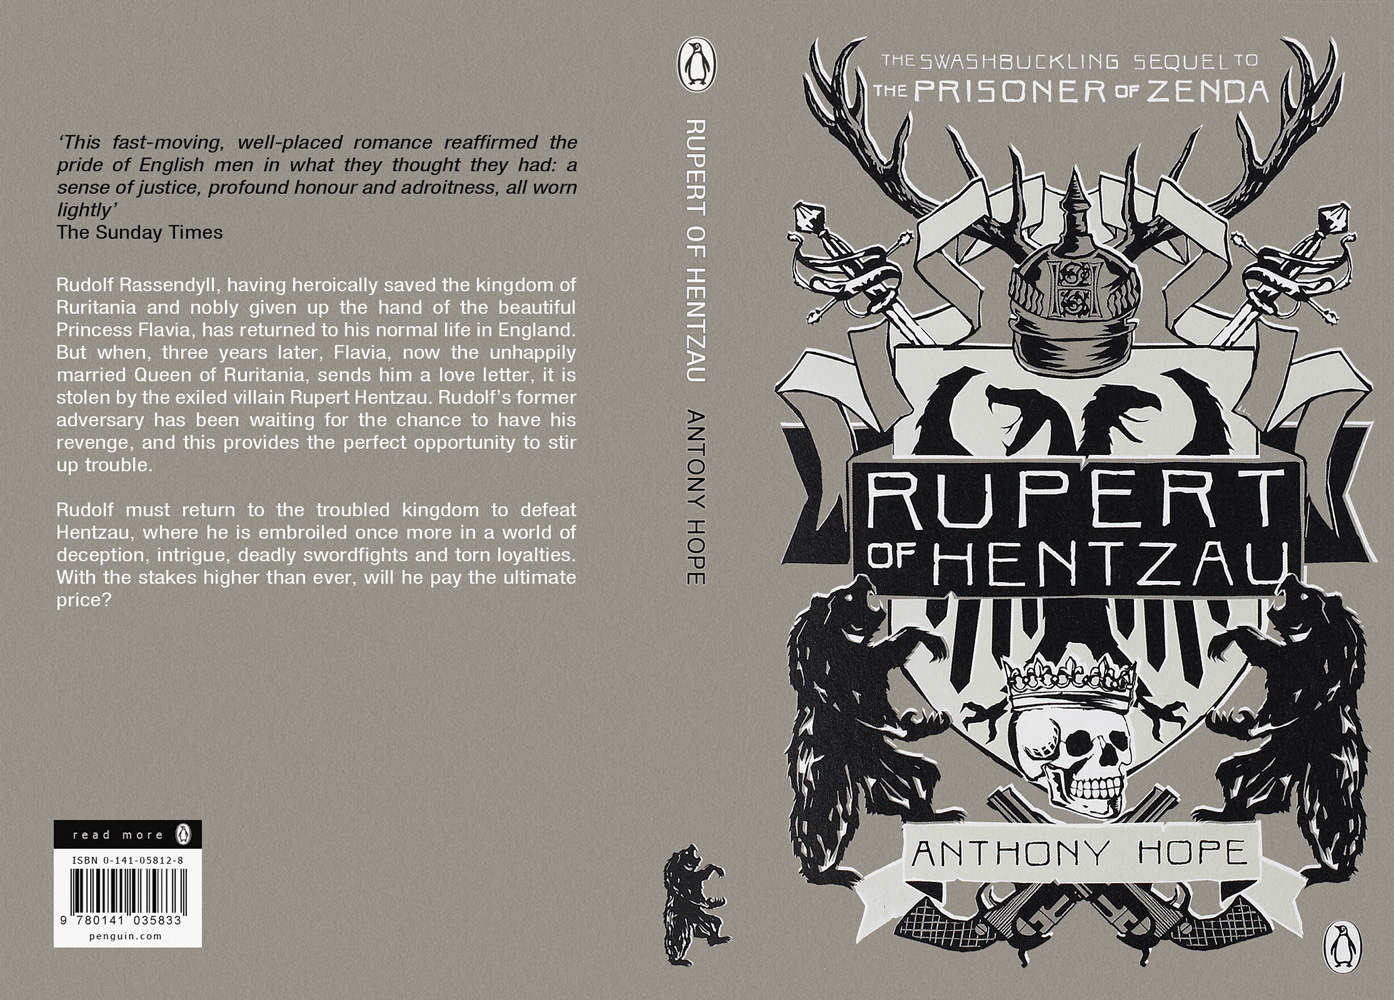 ‘This fast-moving, well-placed romance reaffirmed the
pride of English men in what they thought they had: a
sense of justice, profound honour and adroitness, all worn
lightly’
The Sunday Times
Rudolf Rassendyll, having heroically saved the kingdom of
Ruritania and nobly given up the hand of the beautiful
Princess Flavia, has returned to his normal life in England.
But when, three years later, Flavia, now the unhappily
married Queen of Ruritania, sends him a love letter, it is
stolen by the exiled villain Rupert Hentzau. Rudolf’s former
adversary has been waiting for the chance to have his
revenge, and this provides the perfect opportunity to stir
up trouble.
Rudolf must return to the troubled kingdom to defeat
Hentzau, where he is embroiled once more in a world of
deception, intrigue, deadly swordfights and torn loyalties.
With the stakes higher than ever, will he pay the ultimate
price?
read more
ISBN 0-141-05812-8
9 780141 035833
penguin.com
RUPERT OF HENTZAU ANTONY HOPE
THE SWASHBUCKLING SEQUEL TO
THE PRISONER OF ZENDA
RUPERT
OF HENTZAU
ANTHONY HOPE